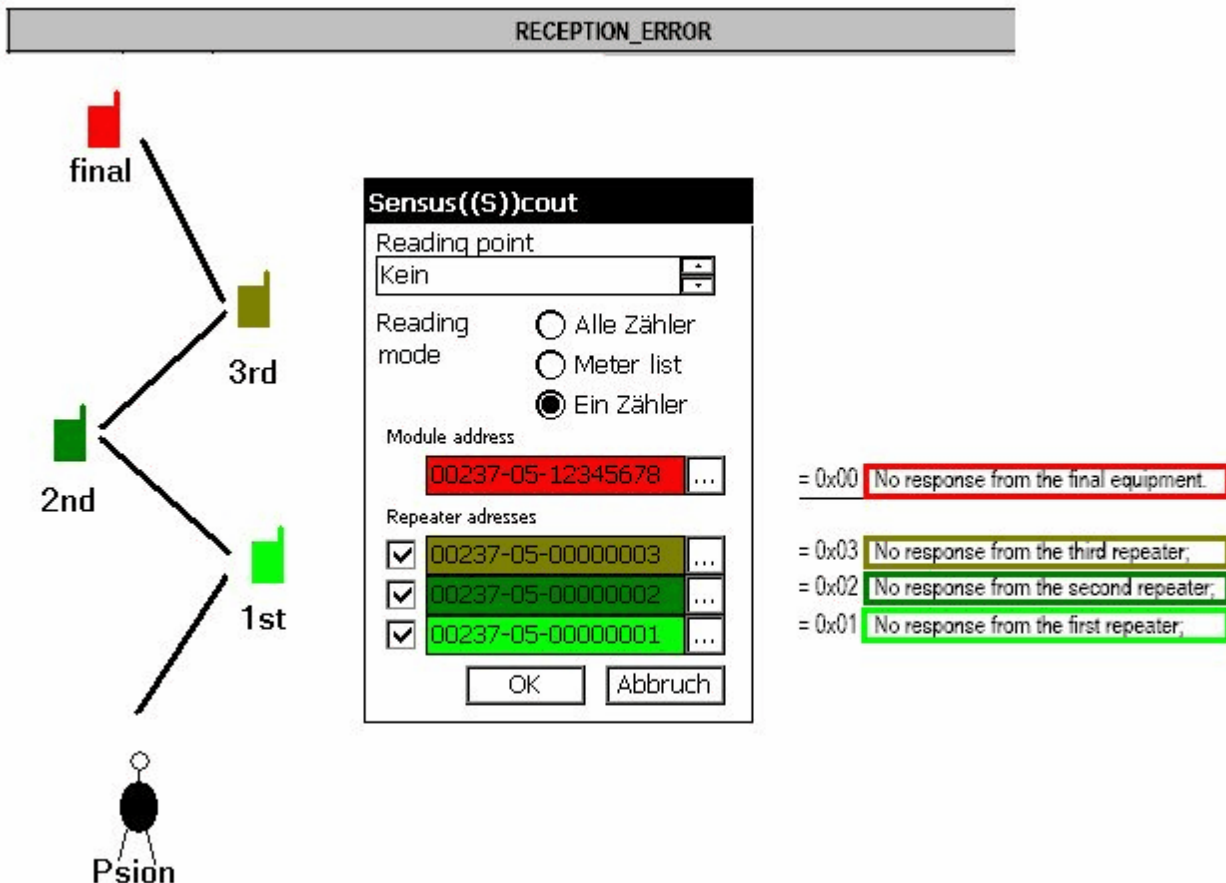 RECEPTION_ERROR
final
3rd
2nd
1st
Psion
Sensus((S))cout
Reading point
Kein
Reading mode
Alle Zähler
Meter list
Ein Zähler
Module address
00237-05-12345678 ...
Repeater adresses
00237-05-00000003 ...
00237-05-00000002 ...
00237-05-00000001 ...
OK Abbruch
= 0x00 No response from the final equipment.
= 0x03 No response from the third repeater;
= 0x02 No response from the second repeater;
= 0x01 No response from the first repeater;